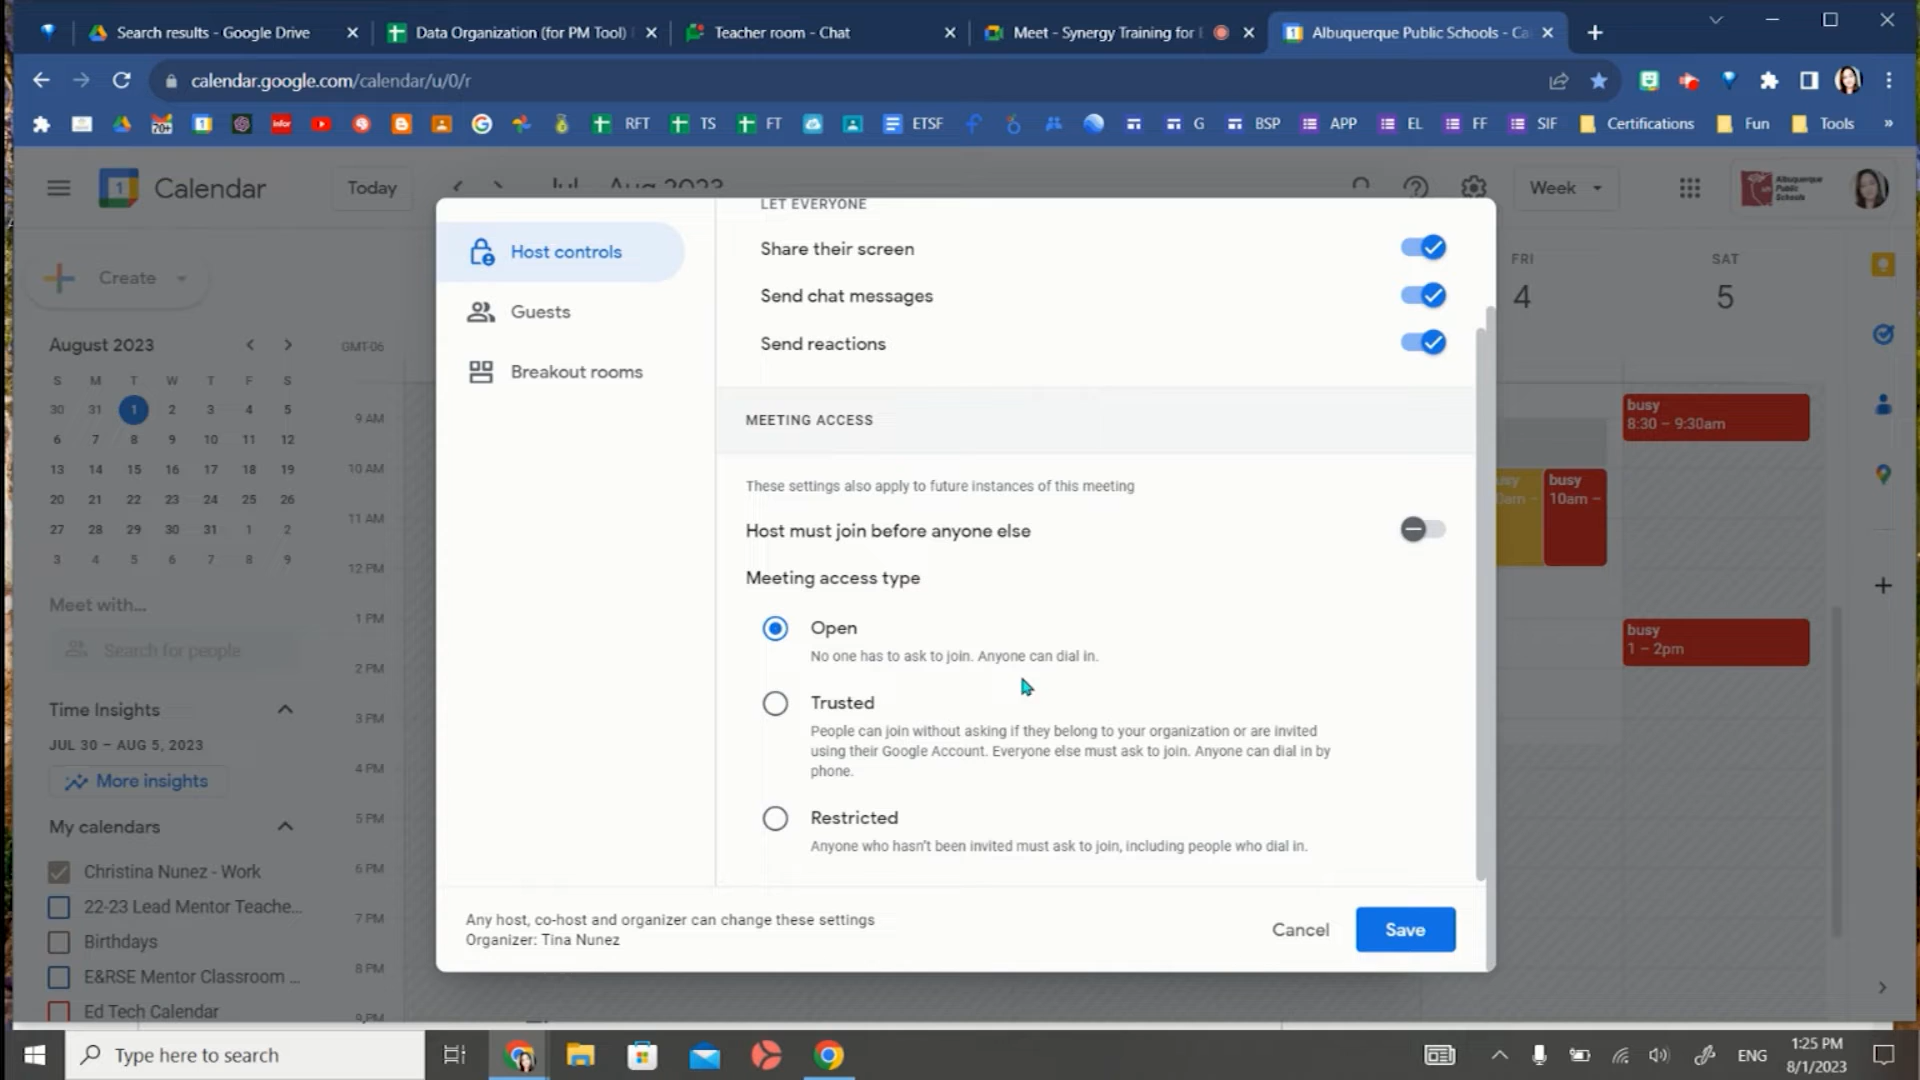 Search results - Google Drive
Data Organization (for PM Tool)
Teacher room - Chat
Meet - Synergy Training for
Albuquerque Public Schools - Ca
calendar.google.com/calendar/u/0/r
RFT
TS
FT
ETSF
G
BSP
APP
EL
FF
SIF
Certifications
Fun
Tools
»
Calendar
Today
Jul
Aug 2023
Week
Albuquerque
Public
Schools
Create
August 2023
S M T W T F S
30 31 1 2 3 4 5
6 7 8 9 10 11 12
13 14 15 16 17 18 19
20 21 22 23 24 25 26
27 28 29 30 31 1 2
3 4 5 6 7 8 9
Meet with...
Search for people
Time Insights
JUL 30 – AUG 5, 2023
More insights
My calendars
Christina Nunez - Work
22-23 Lead Mentor Teache...
Birthdays
E&RSE Mentor Classroom ...
Ed Tech Calendar
GMT-06
9 AM
10 AM
11 AM
12 PM
1 PM
2 PM
3 PM
4 PM
5 PM
6 PM
7 PM
8 PM
9 PM
Host controls
Guests
Breakout rooms
LET EVERYONE
Share their screen
Send chat messages
Send reactions
MEETING ACCESS
These settings also apply to future instances of this meeting
Host must join before anyone else
Meeting access type
Open
No one has to ask to join. Anyone can dial in.
Trusted
People can join without asking if they belong to your organization or are invited
using their Google Account. Everyone else must ask to join. Anyone can dial in by
phone.
Restricted
Anyone who hasn't been invited must ask to join, including people who dial in.
Any host, co-host and organizer can change these settings
Organizer: Tina Nunez
Cancel
Save
FRI
4
SAT
5
busy
8:30 – 9:30am
busy
10am –
busy
1 – 2pm
Type here to search
ENG
1:25 PM
8/1/2023